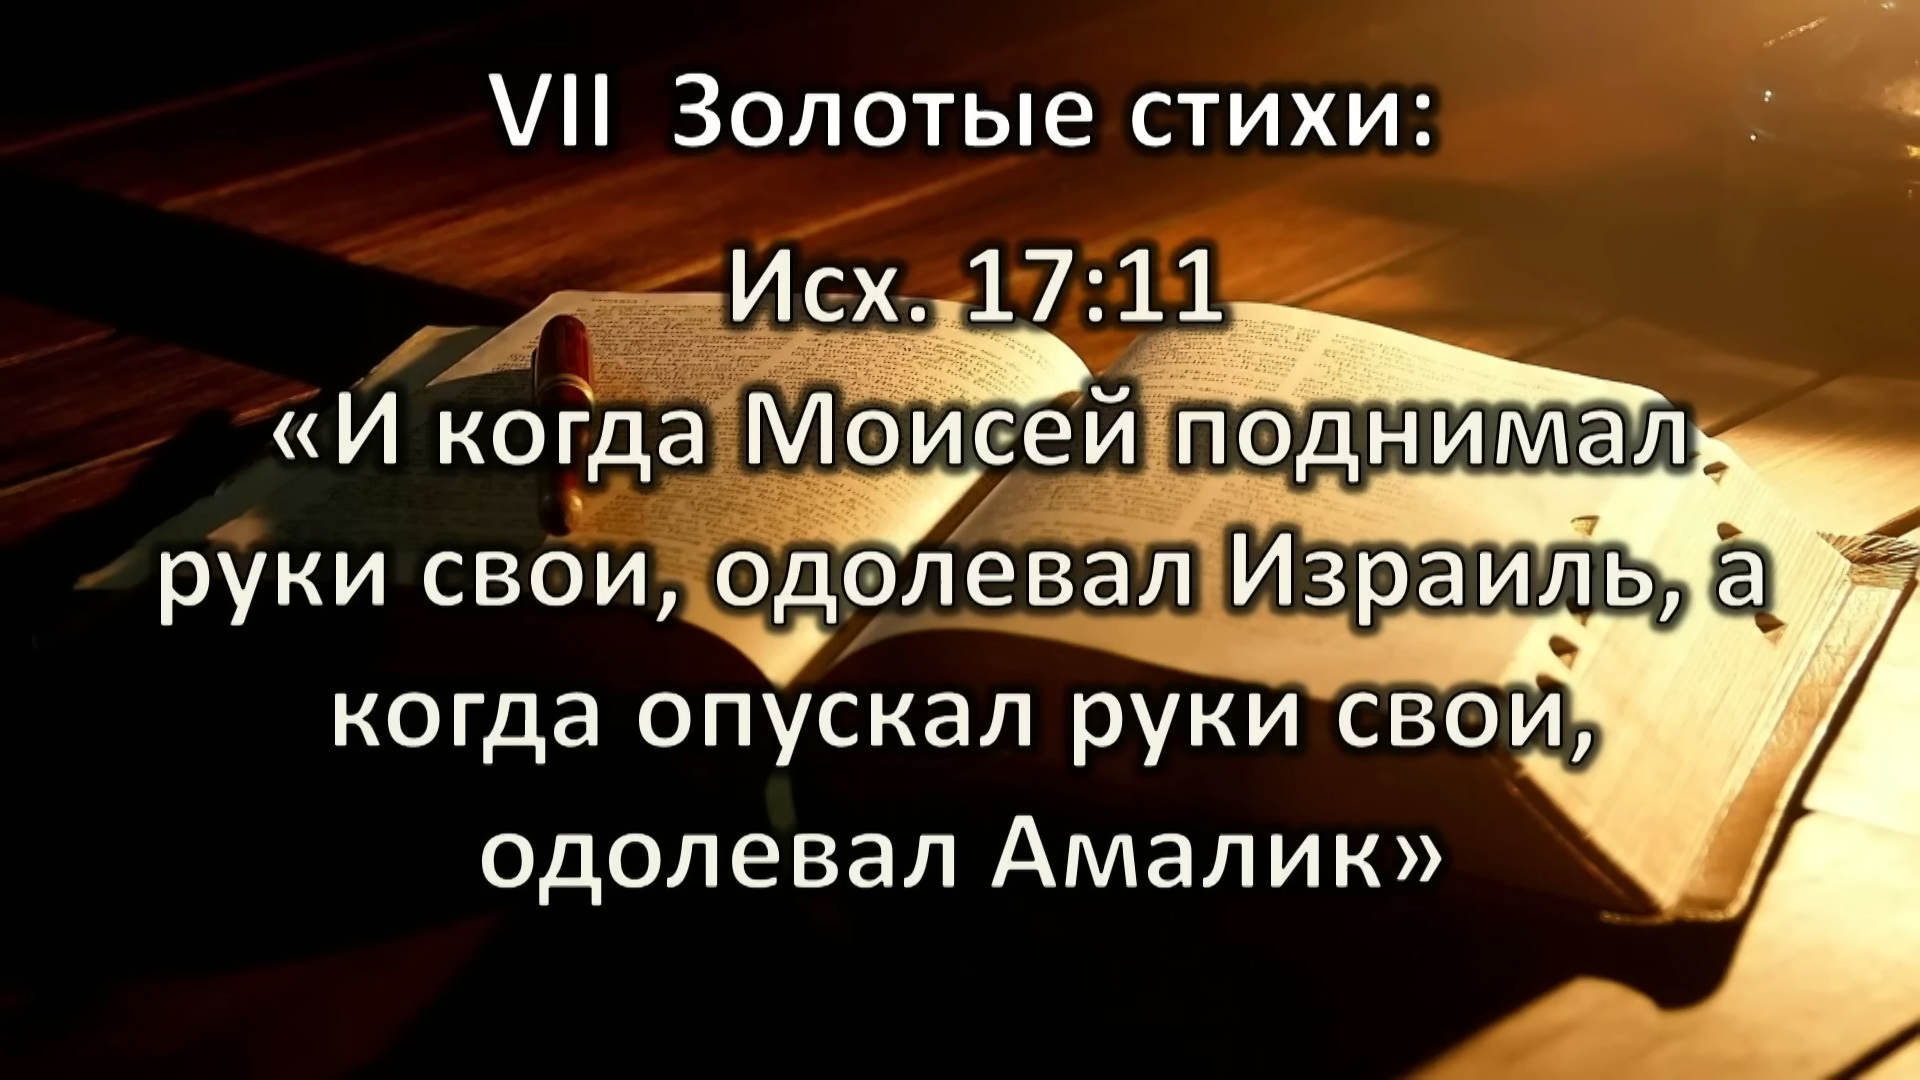 VII  Золотые стихи:
Исх. 17:11
«И когда Моисей поднимал
руки свои, одолевал Израиль, а
когда опускал руки свои,
одолевал Амалик»